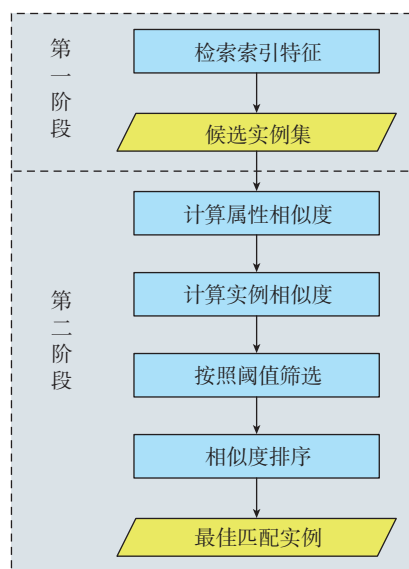 第一阶段
检索索引特征
候选实例集
第二阶段
计算属性相似度
计算实例相似度
按照阈值筛选
相似度排序
最佳匹配实例